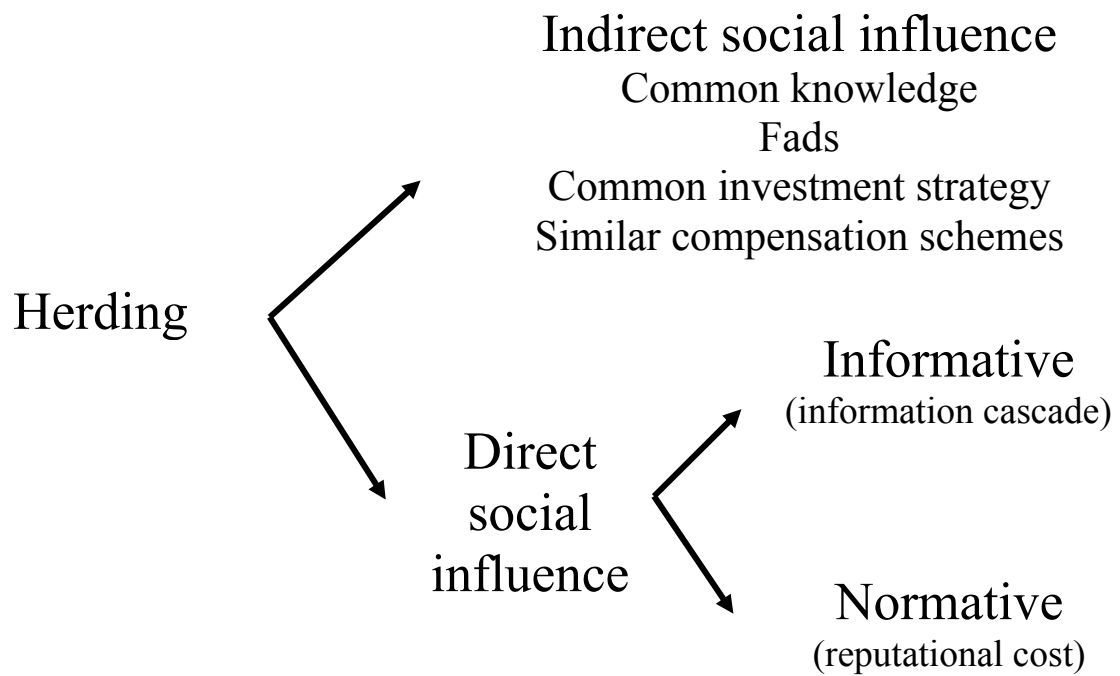 Indirect social influence
Common knowledge
Fads
Common investment strategy
Similar compensation schemes
Herding
Informative
(information cascade)
Direct
social
influence
Normative
(reputational cost)